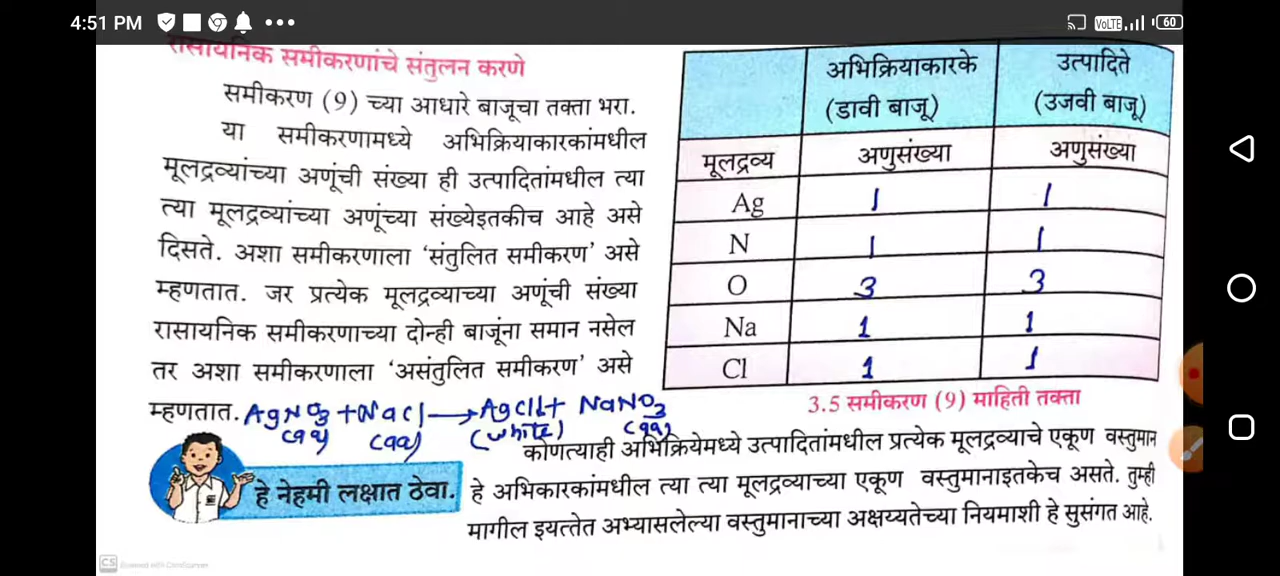 4:51 PM
VoLTE
60
रासायनिक समीकरणांचे संतुलन करणे
समीकरण (9) च्या आधारे बाजूचा तक्ता भरा.
या समीकरणामध्ये अभिक्रियाकारकांमधील
मूलद्रव्यांच्या अणूंची संख्या ही उत्पादितांमधील त्या
त्या मूलद्रव्यांच्या अणूंच्या संख्येइतकीच आहे असे
दिसते. अशा समीकरणाला ‘संतुलित समीकरण’ असे
म्हणतात. जर प्रत्येक मूलद्रव्याच्या अणूंची संख्या
रासायनिक समीकरणाच्या दोन्ही बाजूंना समान नसेल
तर अशा समीकरणाला ‘असंतुलित समीकरण’ असे
म्हणतात. AgNO3 + NaCl → AgCl↓ + NaNO3
(aq) (aq) (white) (aq)
अभिक्रियाकारके उत्पादिते
(डावी बाजू) (उजवी बाजू)
मूलद्रव्य अणुसंख्या अणुसंख्या
Ag 1 1
N 1 1
O 3 3
Na 1 1
Cl 1 1
3.5 समीकरण (9) माहिती तक्ता
हे नेहमी लक्षात ठेवा.
कोणत्याही अभिक्रियेमध्ये उत्पादितांमधील प्रत्येक मूलद्रव्याचे एकूण वस्तुमान
हे अभिकारकांमधील त्या त्या मूलद्रव्याच्या एकूण वस्तुमानाइतकेच असते. तुम्ही
मागील इयत्तेत अभ्यासलेल्या वस्तुमानाच्या अक्षय्यतेच्या नियमाशी हे सुसंगत आहे.
CS Scanned with CamScanner